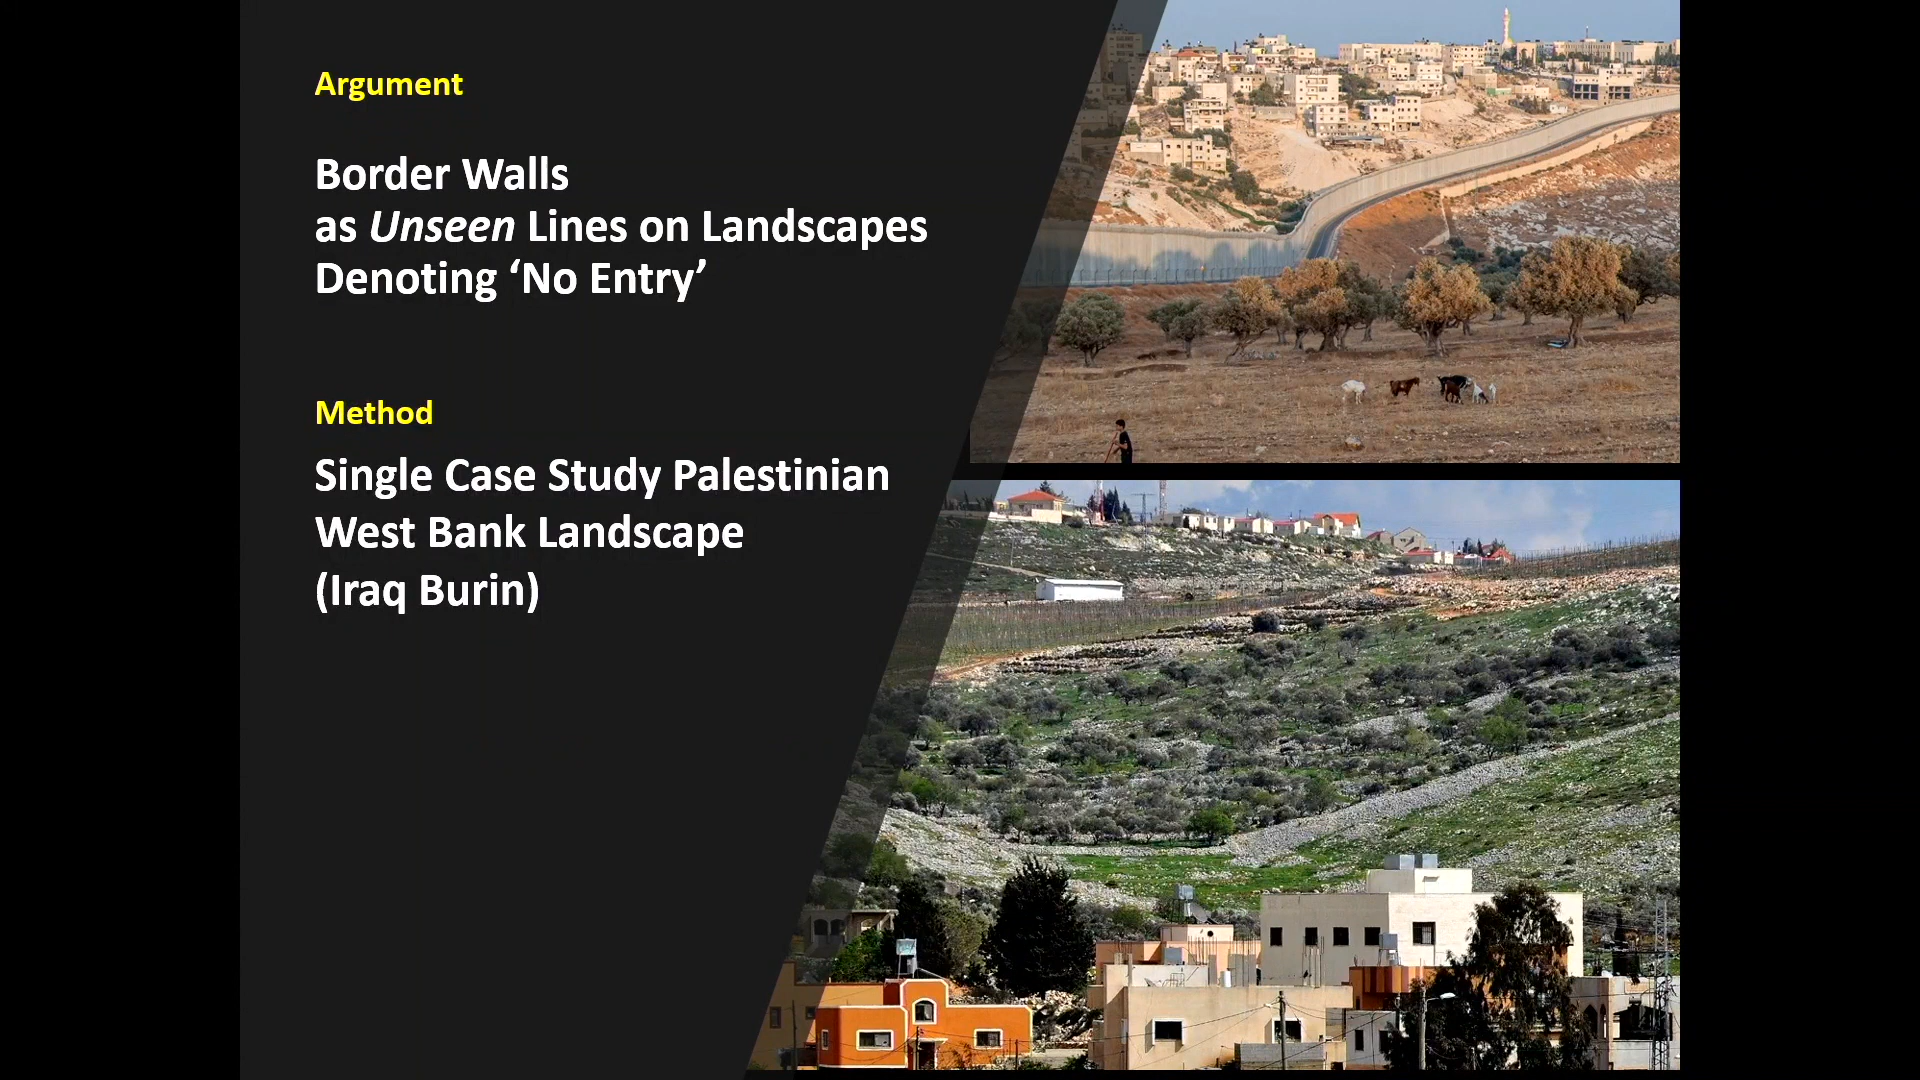 Argument
Border Walls
as Unseen Lines on Landscapes
Denoting ‘No Entry’
Method
Single Case Study Palestinian
West Bank Landscape
(Iraq Burin)